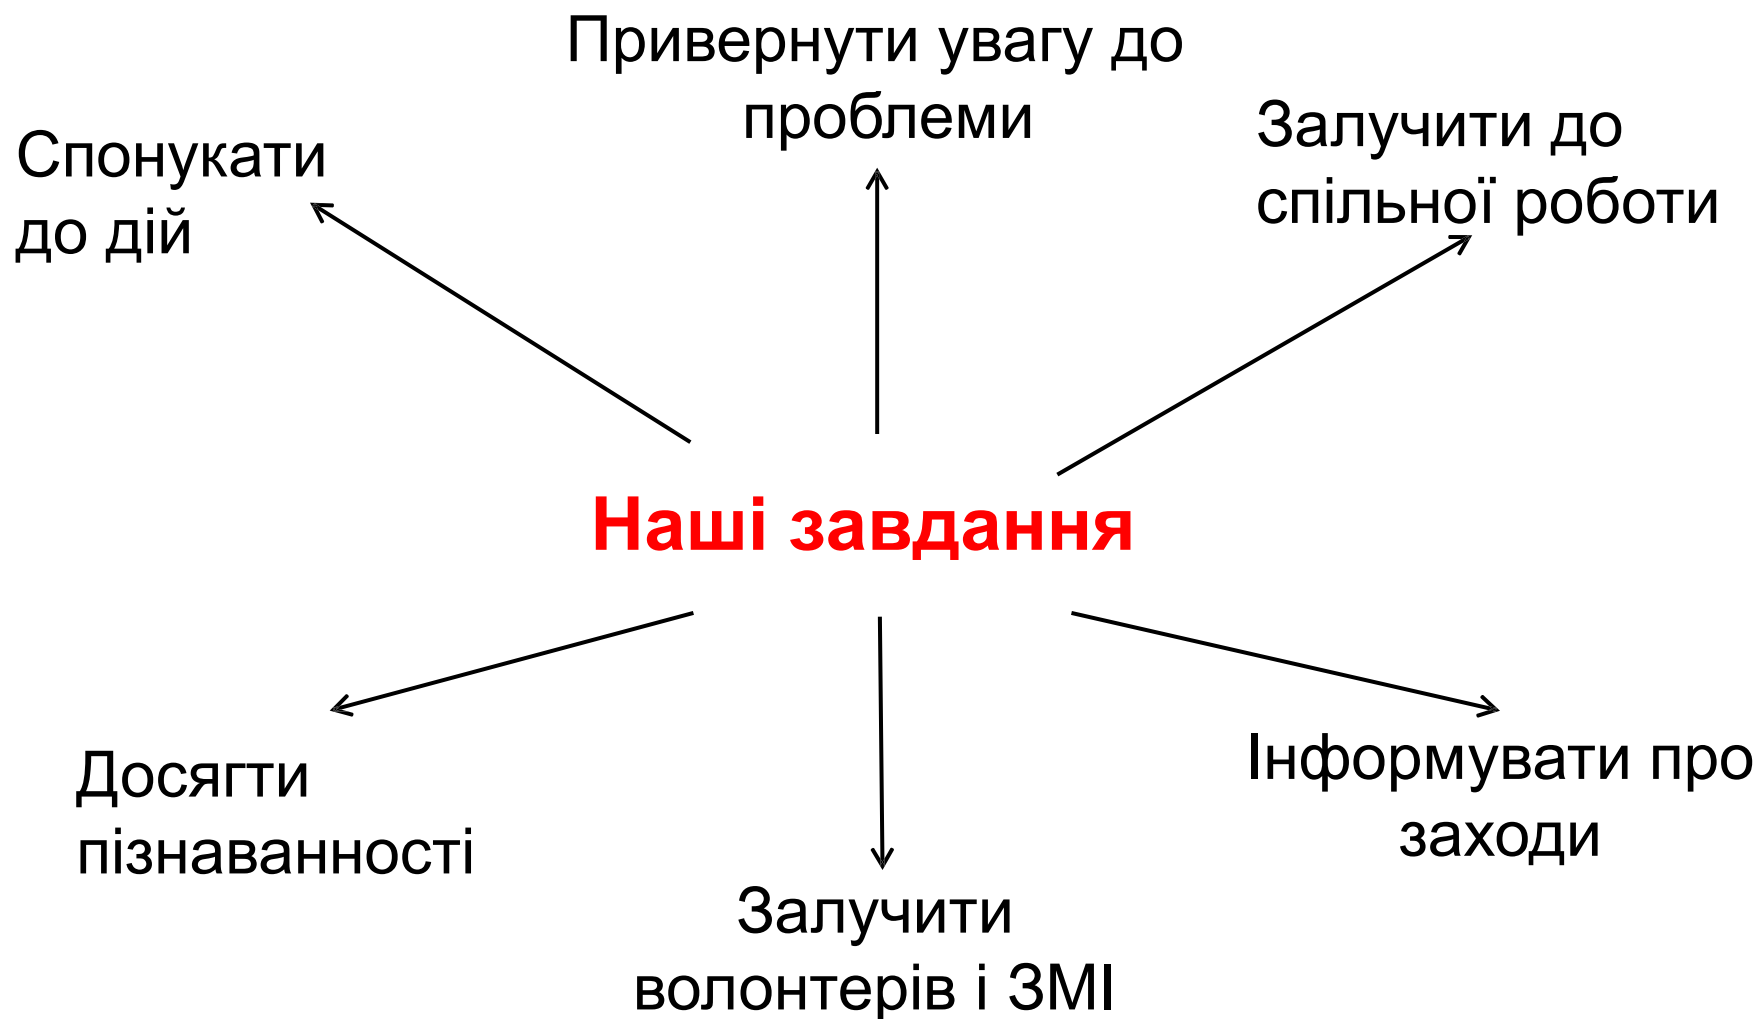 Привернути увагу до
проблеми
Спонукати
до дій
Залучити до
спільної роботи
Наші завдання
Досягти
пізнаванності
Залучити
волонтерів і ЗМІ
Інформувати про
заходи